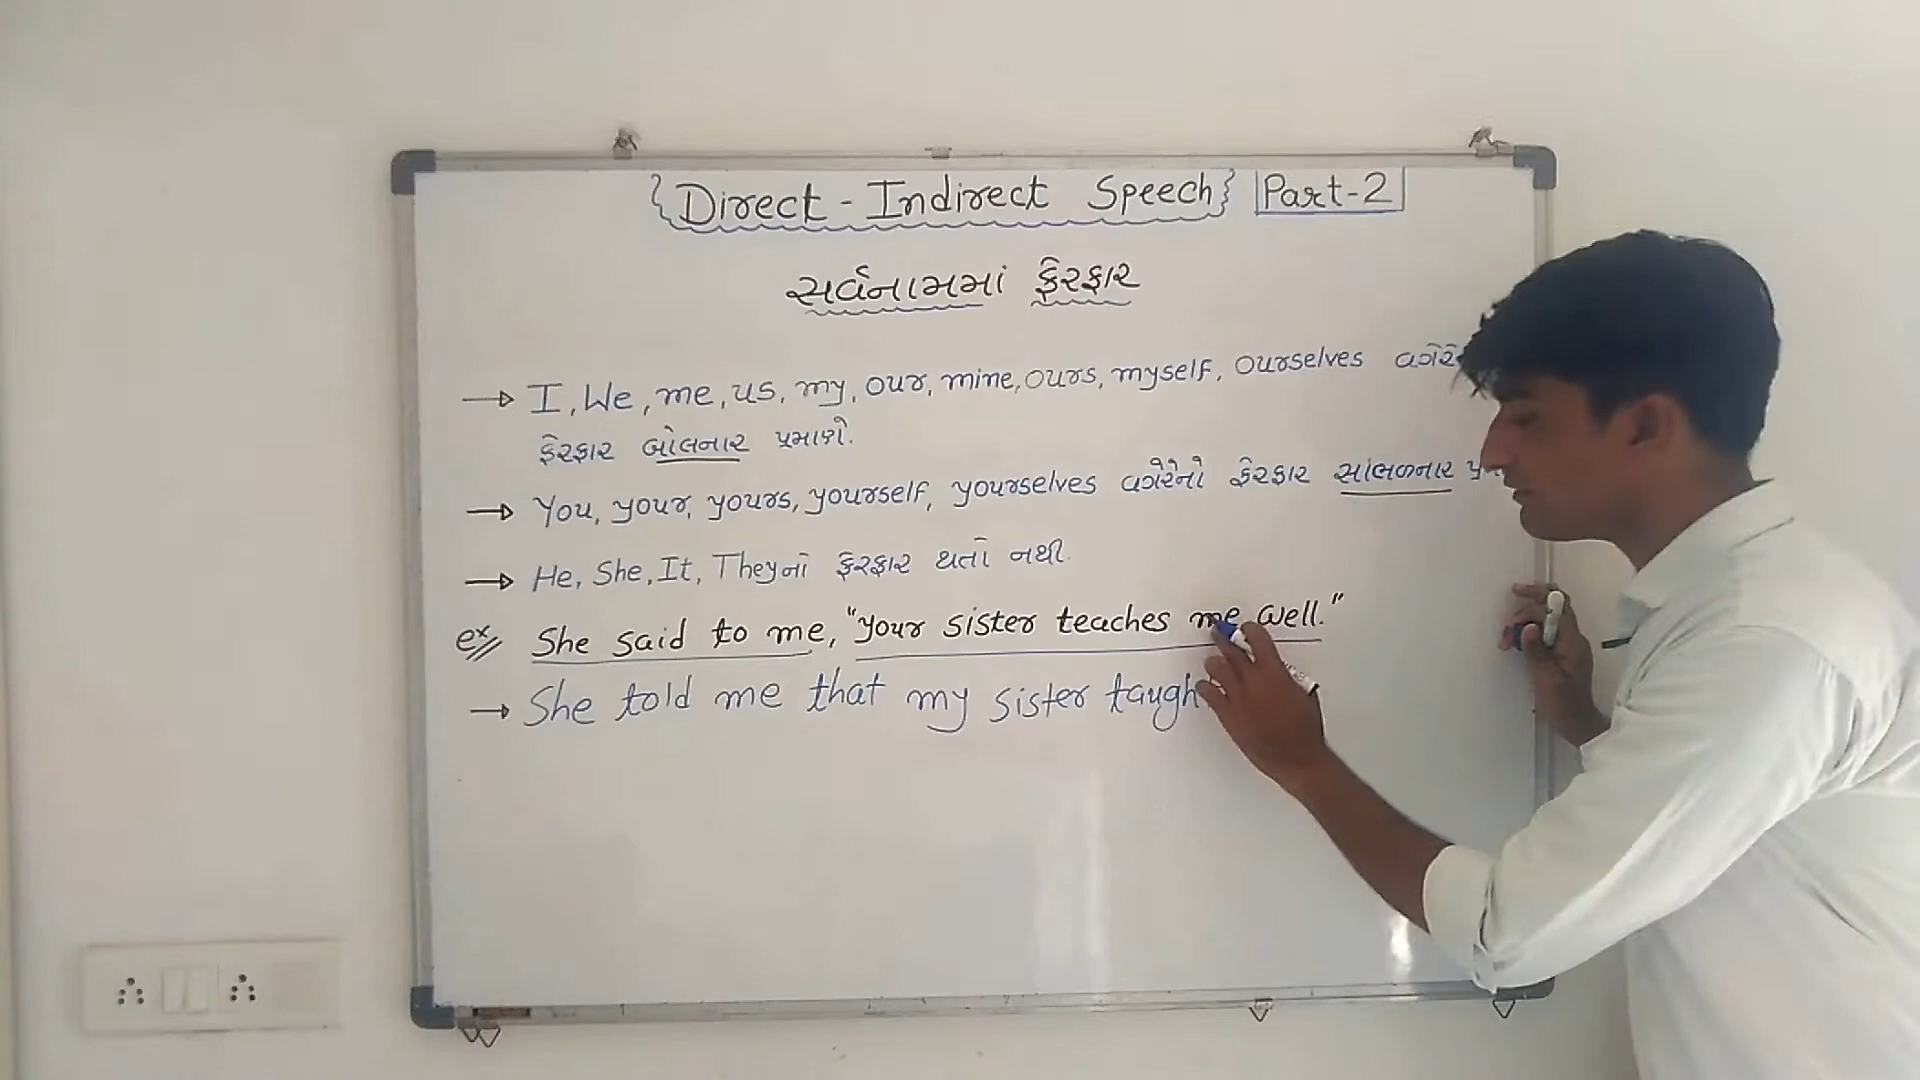 Direct - Indirect Speech Part-2
સર્વનામમાં ફેરફાર
→ I, We, me, us, my, our, mine, ours, myself, ourselves
ફેરફાર બોલનાર પ્રમાણે.
→ You, your, yours, yourself, yourselves વગેરેનો ફેરફાર સાંભળનાર
→ He, She, It, Theyનો ફેરફાર થતો નથી.
ex She said to me, "your sister teaches me well."
→ She told me that my sister taugh